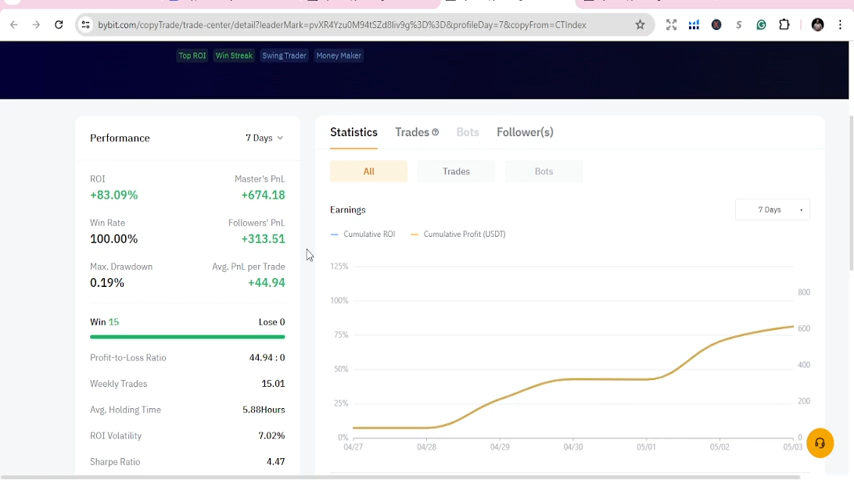 bybit.com/copyTrade/trade-center/detail?leaderMark=pvXR4Yzu0M94tSZd8liv9g%3D%3D&profileDay=7&copyFrom=CTIndex
Top ROI Win Streak Swing Trader Money Maker
Performance 7 Days
ROI Master's PnL
+83.09% +674.18
Win Rate Followers' PnL
100.00% +313.51
Max. Drawdown Avg. PnL per Trade
0.19% +44.94
Win 15 Lose 0
Profit-to-Loss Ratio 44.94 : 0
Weekly Trades 15.01
Avg. Holding Time 5.88Hours
ROI Volatility 7.02%
Sharpe Ratio 4.47
Statistics Trades Bots Follower(s)
All Trades Bots
Earnings 7 Days
Cumulative ROI Cumulative Profit (USDT)
125%
100% 800
75% 600
50% 400
25% 200
0% 0
04/27 04/28 04/29 04/30 05/01 05/02 05/03